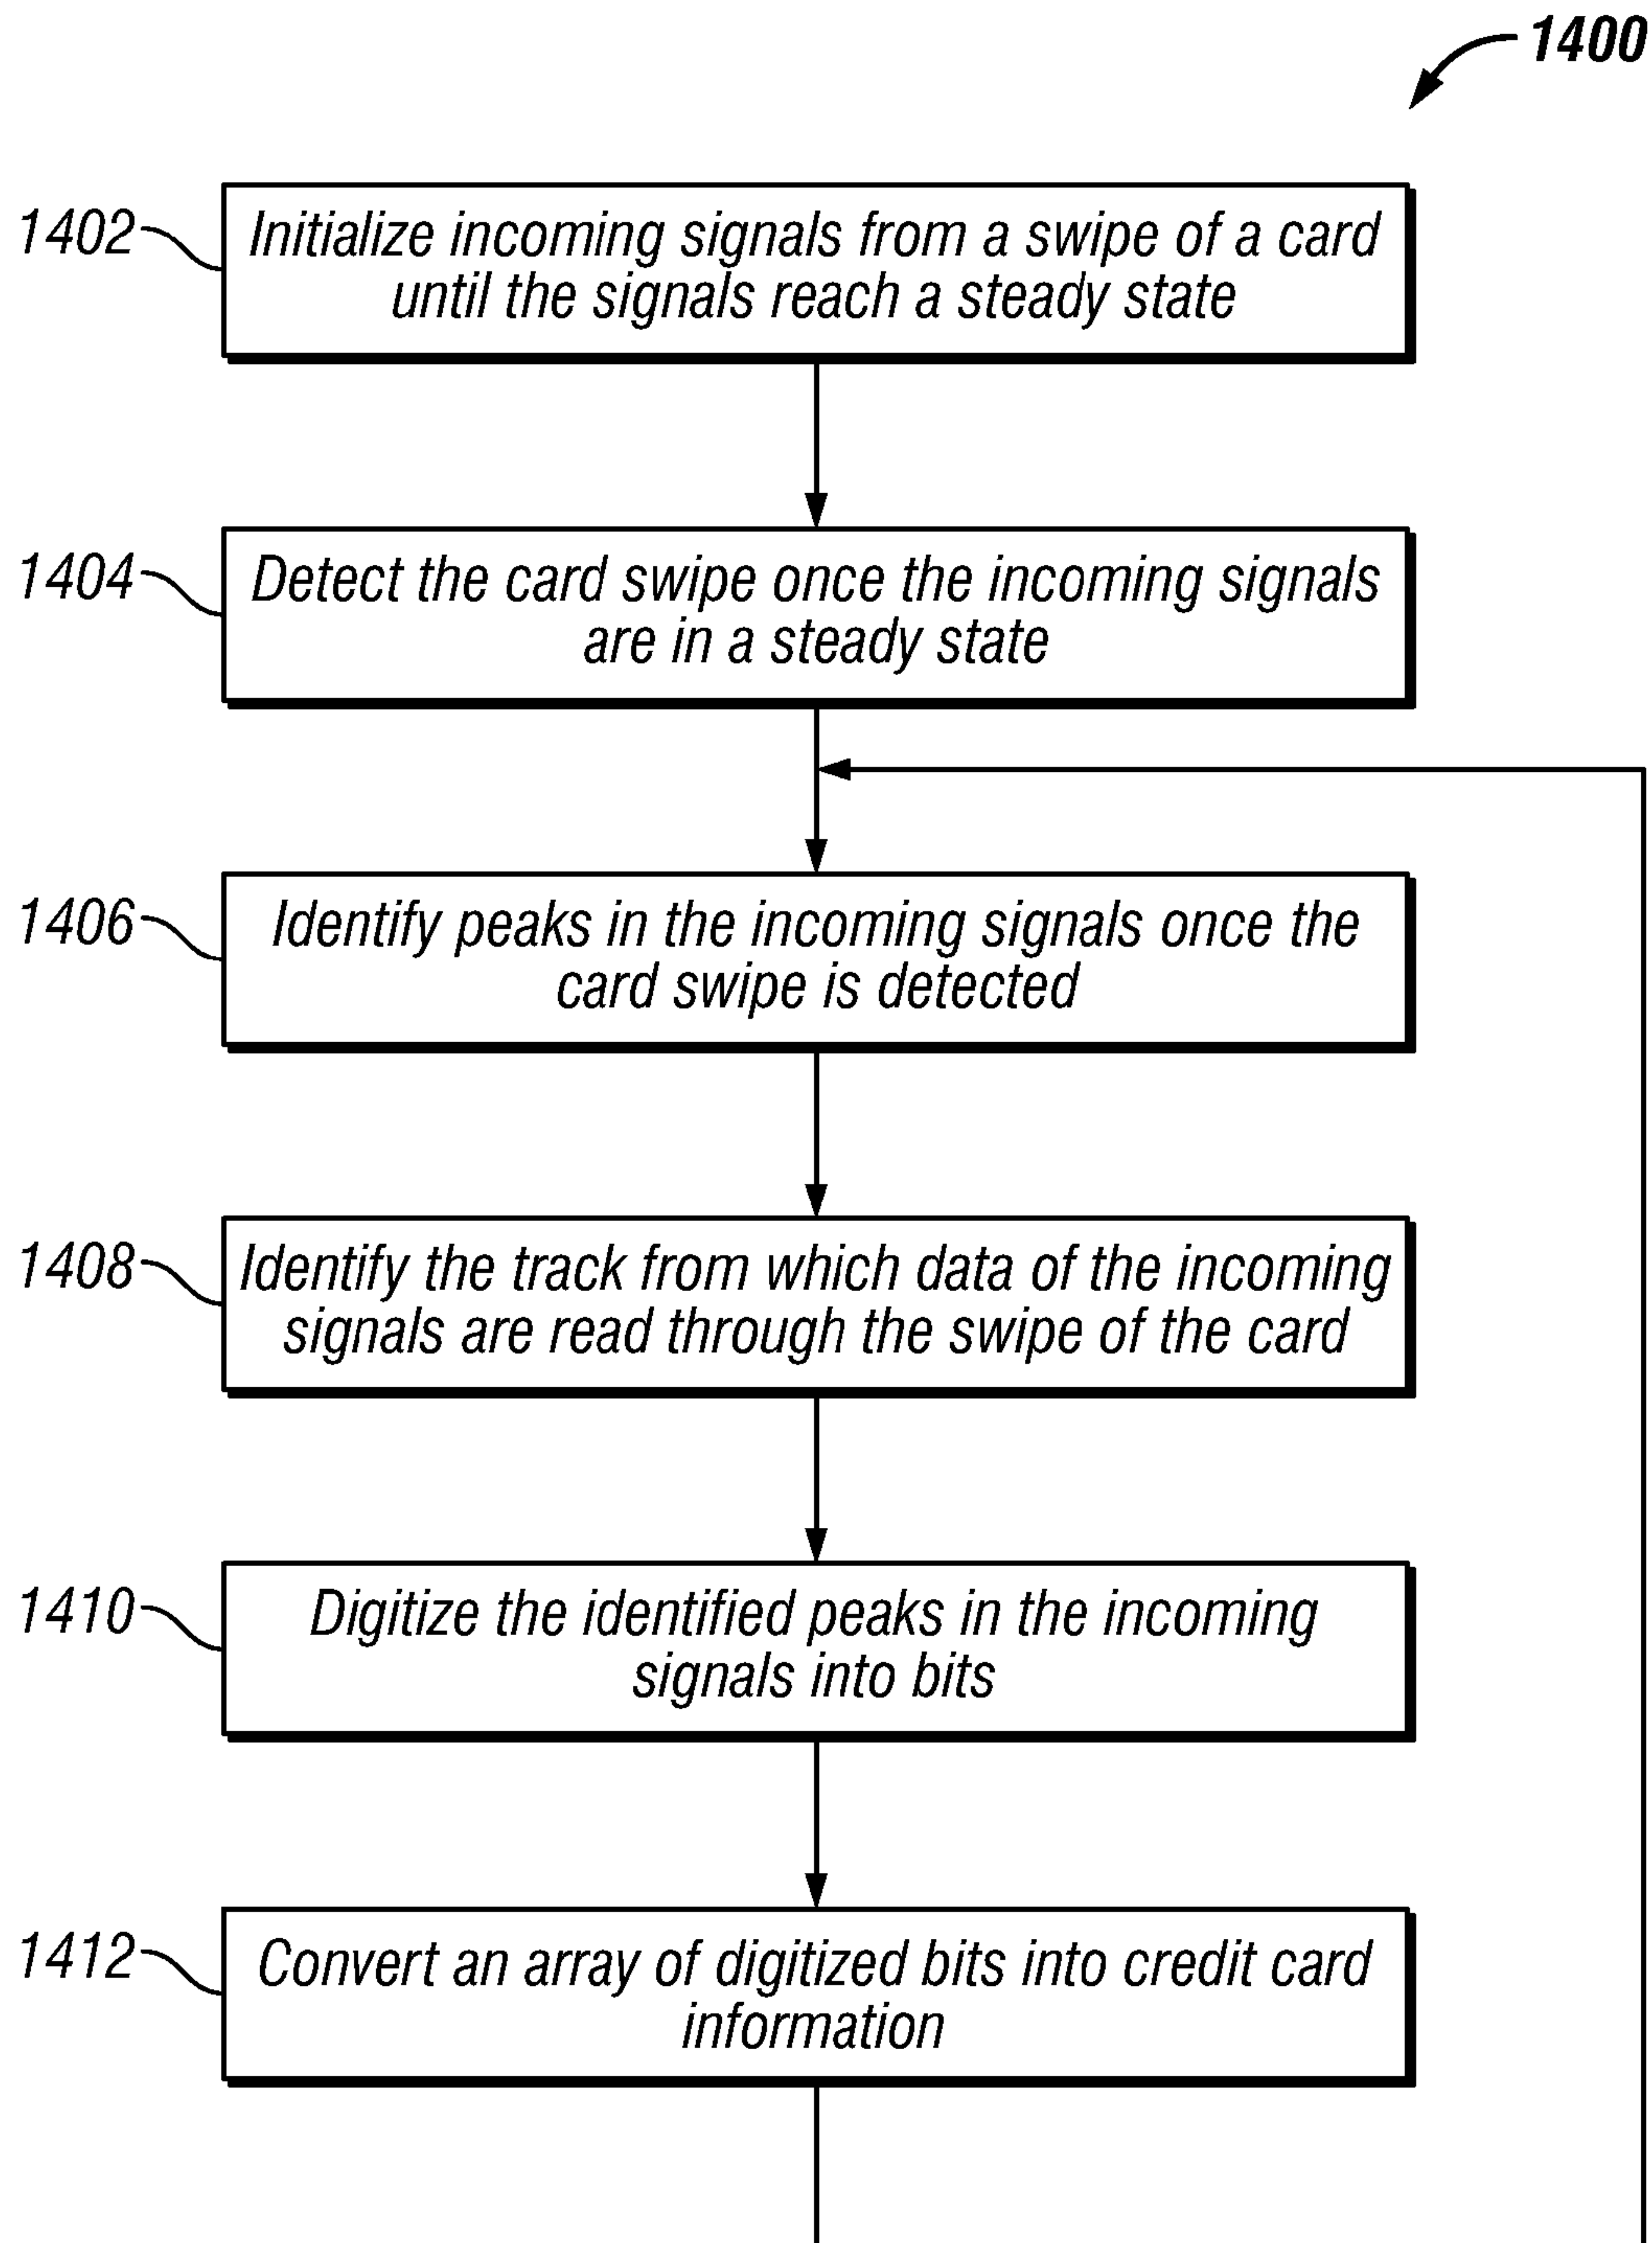 1400
1402
Initialize incoming signals from a swipe of a card
until the signals reach a steady state
1404
Detect the card swipe once the incoming signals
are in a steady state
1406
Identify peaks in the incoming signals once the
card swipe is detected
1408
Identify the track from which data of the incoming
signals are read through the swipe of the card
1410
Digitize the identified peaks in the incoming
signals into bits
1412
Convert an array of digitized bits into credit card
information